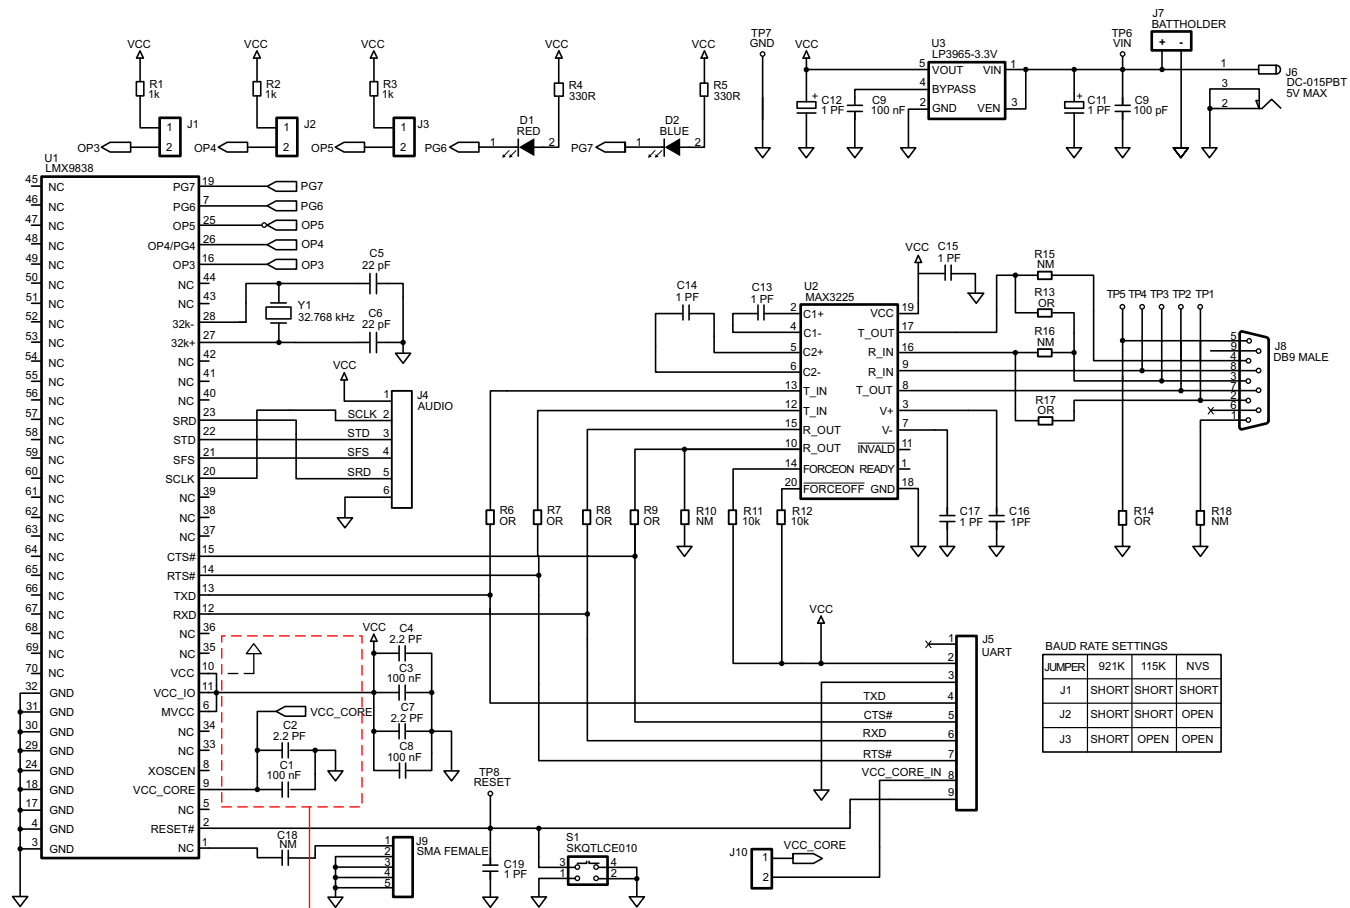 VCC
R1
1k
1
2
J1
OP3
VCC
R2
1k
1
2
J2
OP4
VCC
R3
1k
1
2
J3
OP5
VCC
R4
330R
D1
RED
PG6
1
2
VCC
R5
330R
D2
BLUE
PG7
1
2
TP7
GND
VCC
C12
1 PF
+
C9
100 nF
U3
LP3965-3.3V
5 VOUT VIN 1
4 BYPASS
2 GND VEN 3
C11
1 PF
+
TP6
VIN
C9
100 pF
J7
BATTHOLDER
+ -
1
3
2
J6
DC-015PBT
5V MAX
U1
LMX9838
45 NC
46 NC
47 NC
48 NC
49 NC
50 NC
51 NC
52 NC
53 NC
54 NC
55 NC
56 NC
57 NC
58 NC
59 NC
60 NC
61 NC
62 NC
63 NC
64 NC
65 NC
66 NC
67 NC
68 NC
69 NC
70 NC
32 GND
31 GND
30 GND
29 GND
24 GND
18 GND
17 GND
4 GND
3 GND
PG7 19 PG7
PG6 7 PG6
OP5 25 OP5
OP4/PG4 26 OP4
OP3 16 OP3
NC 44
NC 43
32k- 28
32k+ 27
NC 42
NC 41
NC 40
SRD 23
STD 22
SFS 21
SCLK 20
NC 39
NC 38
NC 37
CTS# 15
RTS# 14
TXD 13
RXD 12
NC 36
NC 35
VCC 10
VCC_IO 11
MVCC 6
NC 34
NC 33
XOSCEN 8
VCC_CORE 9
NC 5
RESET# 2
NC 1
C5
22 pF
Y1
32.768 kHz
C6
22 pF
VCC
J4
AUDIO
1
SCLK 2
STD 3
SFS 4
SRD 5
6
C14
1 PF
C13
1 PF
VCC
C15
1 PF
U2
MAX3225
2 C1+
4 C1-
5 C2+
6 C2-
13 T_IN
12 T_IN
15 R_OUT
10 R_OUT
14 FORCEON
20 FORCEOFF
VCC 19
T_OUT 17
R_IN 16
R_IN 9
T_OUT 8
V+ 3
V- 7
INVALD 11
READY 1
GND 18
R15
NM
R13
OR
R16
NM
R17
OR
TP5 TP4 TP3 TP2 TP1
5
9
4
8
3
7
2
6
1
J8
DB9 MALE
R6
OR
R7
OR
R8
OR
R9
OR
R10
NM
R11
10k
R12
10k
C17
1 PF
C16
1PF
R14
OR
R18
NM
VCC
C4
2.2 PF
C3
100 nF
C7
2.2 PF
C8
100 nF
VCC_CORE
C2
2.2 PF
C1
100 nF
VCC
J5
UART
1
2
3
TXD 4
CTS# 5
RXD 6
RTS# 7
VCC_CORE_IN 8
9
BAUD RATE SETTINGS
JUMPER 921K 115K NVS
J1 SHORT SHORT SHORT
J2 SHORT SHORT OPEN
J3 SHORT OPEN OPEN
TP8
RESET
C18
NM
J9
SMA FEMALE
1
2
3
4
5
C19
1 PF
S1
SKQTLCE010
3 4
1 2
J10
1
2
VCC_CORE